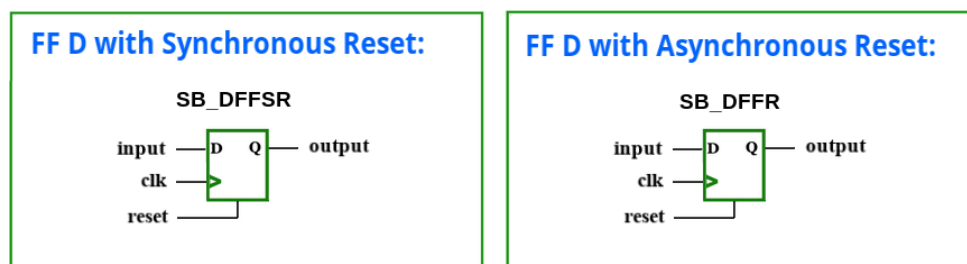 FF D with Synchronous Reset:
SB_DFFSR
input D Q output
clk
reset
FF D with Asynchronous Reset:
SB_DFFR
input D Q output
clk
reset